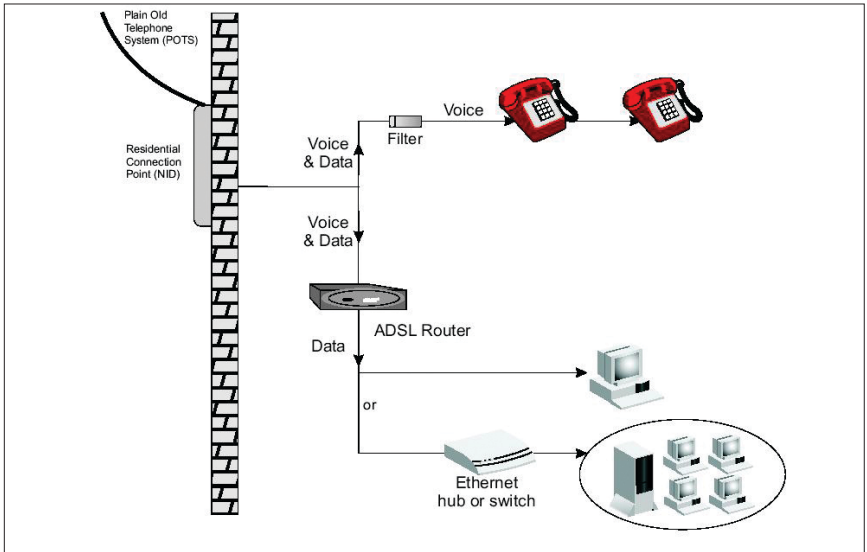 Plain Old
Telephone
System (POTS)
Residential
Connection
Point (NID)
Voice
& Data
Filter
Voice
Voice
& Data
ADSL Router
Data
or
Ethernet
hub or switch